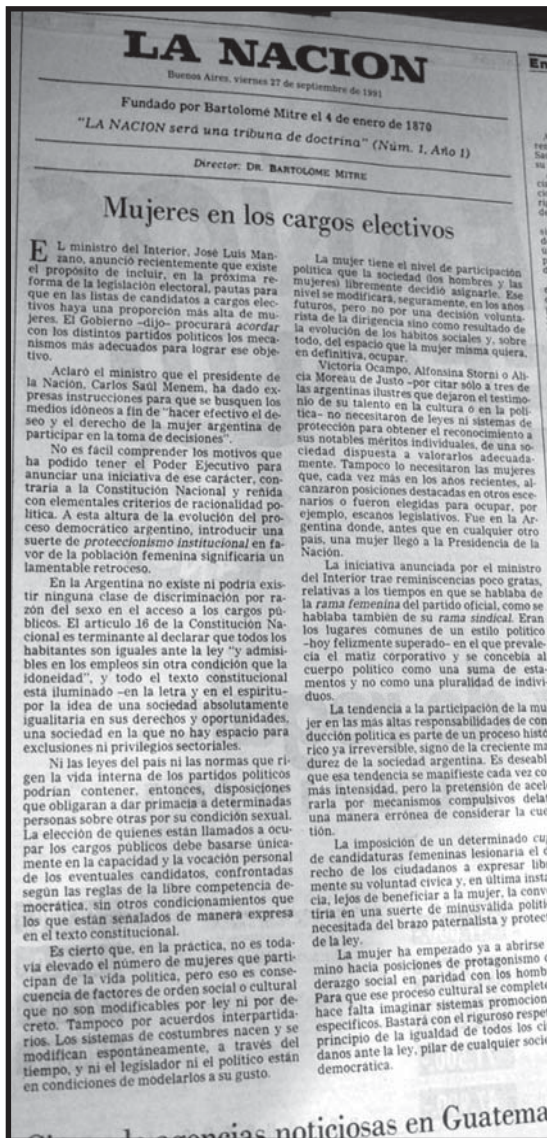 LA NACION
Buenos Aires, viernes 27 de septiembre de 1991
Fundado por Bartolomé Mitre el 4 de enero de 1870
"LA NACION será una tribuna de doctrina" (Núm. 1, Año 1)
Director: DR. BARTOLOME MITRE
Mujeres en los cargos electivos
EL ministro del Interior, José Luis Man-
zano, anunció recientemente que existe
el propósito de incluir, en la próxima re-
forma de la legislación electoral, pautas para
que en las listas de candidatos a cargos elec-
tivos haya una proporción más alta de mu-
jeres. El Gobierno –dijo– procurará acordar
con los distintos partidos políticos los meca-
nismos más adecuados para lograr ese obje-
tivo.
Aclaró el ministro que el presidente de
la Nación, Carlos Saúl Menem, ha dado ex-
presas instrucciones para que se busquen los
medios idóneos a fin de "hacer efectivo el de-
seo y el derecho de la mujer argentina de
participar en la toma de decisiones".
No es fácil comprender los motivos que
ha podido tener el Poder Ejecutivo para
anunciar una iniciativa de ese carácter, con-
traria a la Constitución Nacional y reñida
con elementales criterios de racionalidad po-
lítica. A esta altura de la evolución del pro-
ceso democrático argentino, introducir una
suerte de proteccionismo institucional en fa-
vor de la población femenina significaría un
lamentable retroceso.
En la Argentina no existe ni podría exis-
tir ninguna clase de discriminación por ra-
zón del sexo en el acceso a los cargos pú-
blicos. El artículo 16 de la Constitución Na-
cional es terminante al declarar que todos los
habitantes son iguales ante la ley "y admisi-
bles en los empleos sin otra condición que la
idoneidad", y todo el texto constitucional
está iluminado –en la letra y en el espíritu–
por la idea de una sociedad absolutamente
igualitaria en sus derechos y oportunidades,
una sociedad en la que no hay espacio para
exclusiones ni privilegios sectoriales.
Ni las leyes del país ni las normas que ri-
gen la vida interna de los partidos políticos
podrían contener, entonces, disposiciones
que obligaran a dar primacía a determinadas
personas sobre otras por su condición sexual.
La elección de quienes están llamados a ocu-
par los cargos públicos debe basarse única-
mente en la capacidad y la vocación personal
de los eventuales candidatos, confrontadas
según las reglas de la libre competencia de-
mocrática, sin otros condicionamientos que
los que están señalados de manera expresa
en el texto constitucional.
Es cierto que, en la práctica, no es toda-
vía elevado el número de mujeres que parti-
cipan de la vida política, pero eso es conse-
cuencia de factores de orden social o cultural
que no son modificables por ley ni por de-
creto. Tampoco por acuerdos interpartida-
rios. Los sistemas de costumbres nacen y se
modifican espontáneamente, a través del
tiempo, y ni el legislador ni el político están
en condiciones de modelarlos a su gusto.
La mujer tiene el nivel de participación
política que la sociedad (los hombres y las
mujeres) libremente decidió asignarle. Ese
nivel se modificará, seguramente, en los años
futuros, pero no por una decisión volunta-
rista de la dirigencia sino como resultado de
la evolución de los hábitos sociales y, sobre
todo, del espacio que la mujer misma quiera,
en definitiva, ocupar.
Victoria Ocampo, Alfonsina Storni o Ali-
cia Moreau de Justo –por citar sólo a tres de
las argentinas ilustres que dejaron el testimo-
nio de su talento en la cultura o en la polí-
tica– no necesitaron de leyes ni sistemas de
protección para obtener el reconocimiento a
sus notables méritos individuales, de una so-
ciedad dispuesta a valorarlos adecuada-
mente. Tampoco lo necesitaron las mujeres
que, cada vez más en los años recientes, al-
canzaron posiciones destacadas en otros esce-
narios o fueron elegidas para ocupar, por
ejemplo, escaños legislativos. Fue en la Ar-
gentina donde, antes que en cualquier otro
país, una mujer llegó a la Presidencia de la
Nación.
La iniciativa anunciada por el ministro
del Interior trae reminiscencias poco gratas,
relativas a los tiempos en que se hablaba de
la rama femenina del partido oficial, como se
hablaba también de su rama sindical. Eran
los lugares comunes de un estilo político
–hoy felizmente superado– en el que prevale-
cía el matiz corporativo y se concebía al
cuerpo político como una suma de esta-
mentos y no como una pluralidad de indivi-
duos.
La tendencia a la participación de la mu-
jer en las más altas responsabilidades de con
ducción política es parte de un proceso histó
rico ya irreversible, signo de la creciente ma
durez de la sociedad argentina. Es deseabl
que esa tendencia se manifieste cada vez co
más intensidad, pero la pretensión de acel
rarla por mecanismos compulsivos delat
una manera errónea de considerar la cue
tión.
La imposición de un determinado cu
de candidaturas femeninas lesionaría el d
recho de los ciudadanos a expresar libr
mente su voluntad cívica y, en última insta
cia, lejos de beneficiar a la mujer, la conve
tiría en una suerte de minusválida polític
necesitada del brazo paternalista y protect
de la ley.
La mujer ha empezado ya a abrirse
mino hacia posiciones de protagonismo
derazgo social en paridad con los homb
Para que ese proceso cultural se complet
hace falta imaginar sistemas promocion
específicos. Bastará con el riguroso respet
principio de la igualdad de todos los ci
danos ante la ley, pilar de cualquier socie
democrática.
agencias noticiosas en Guatema